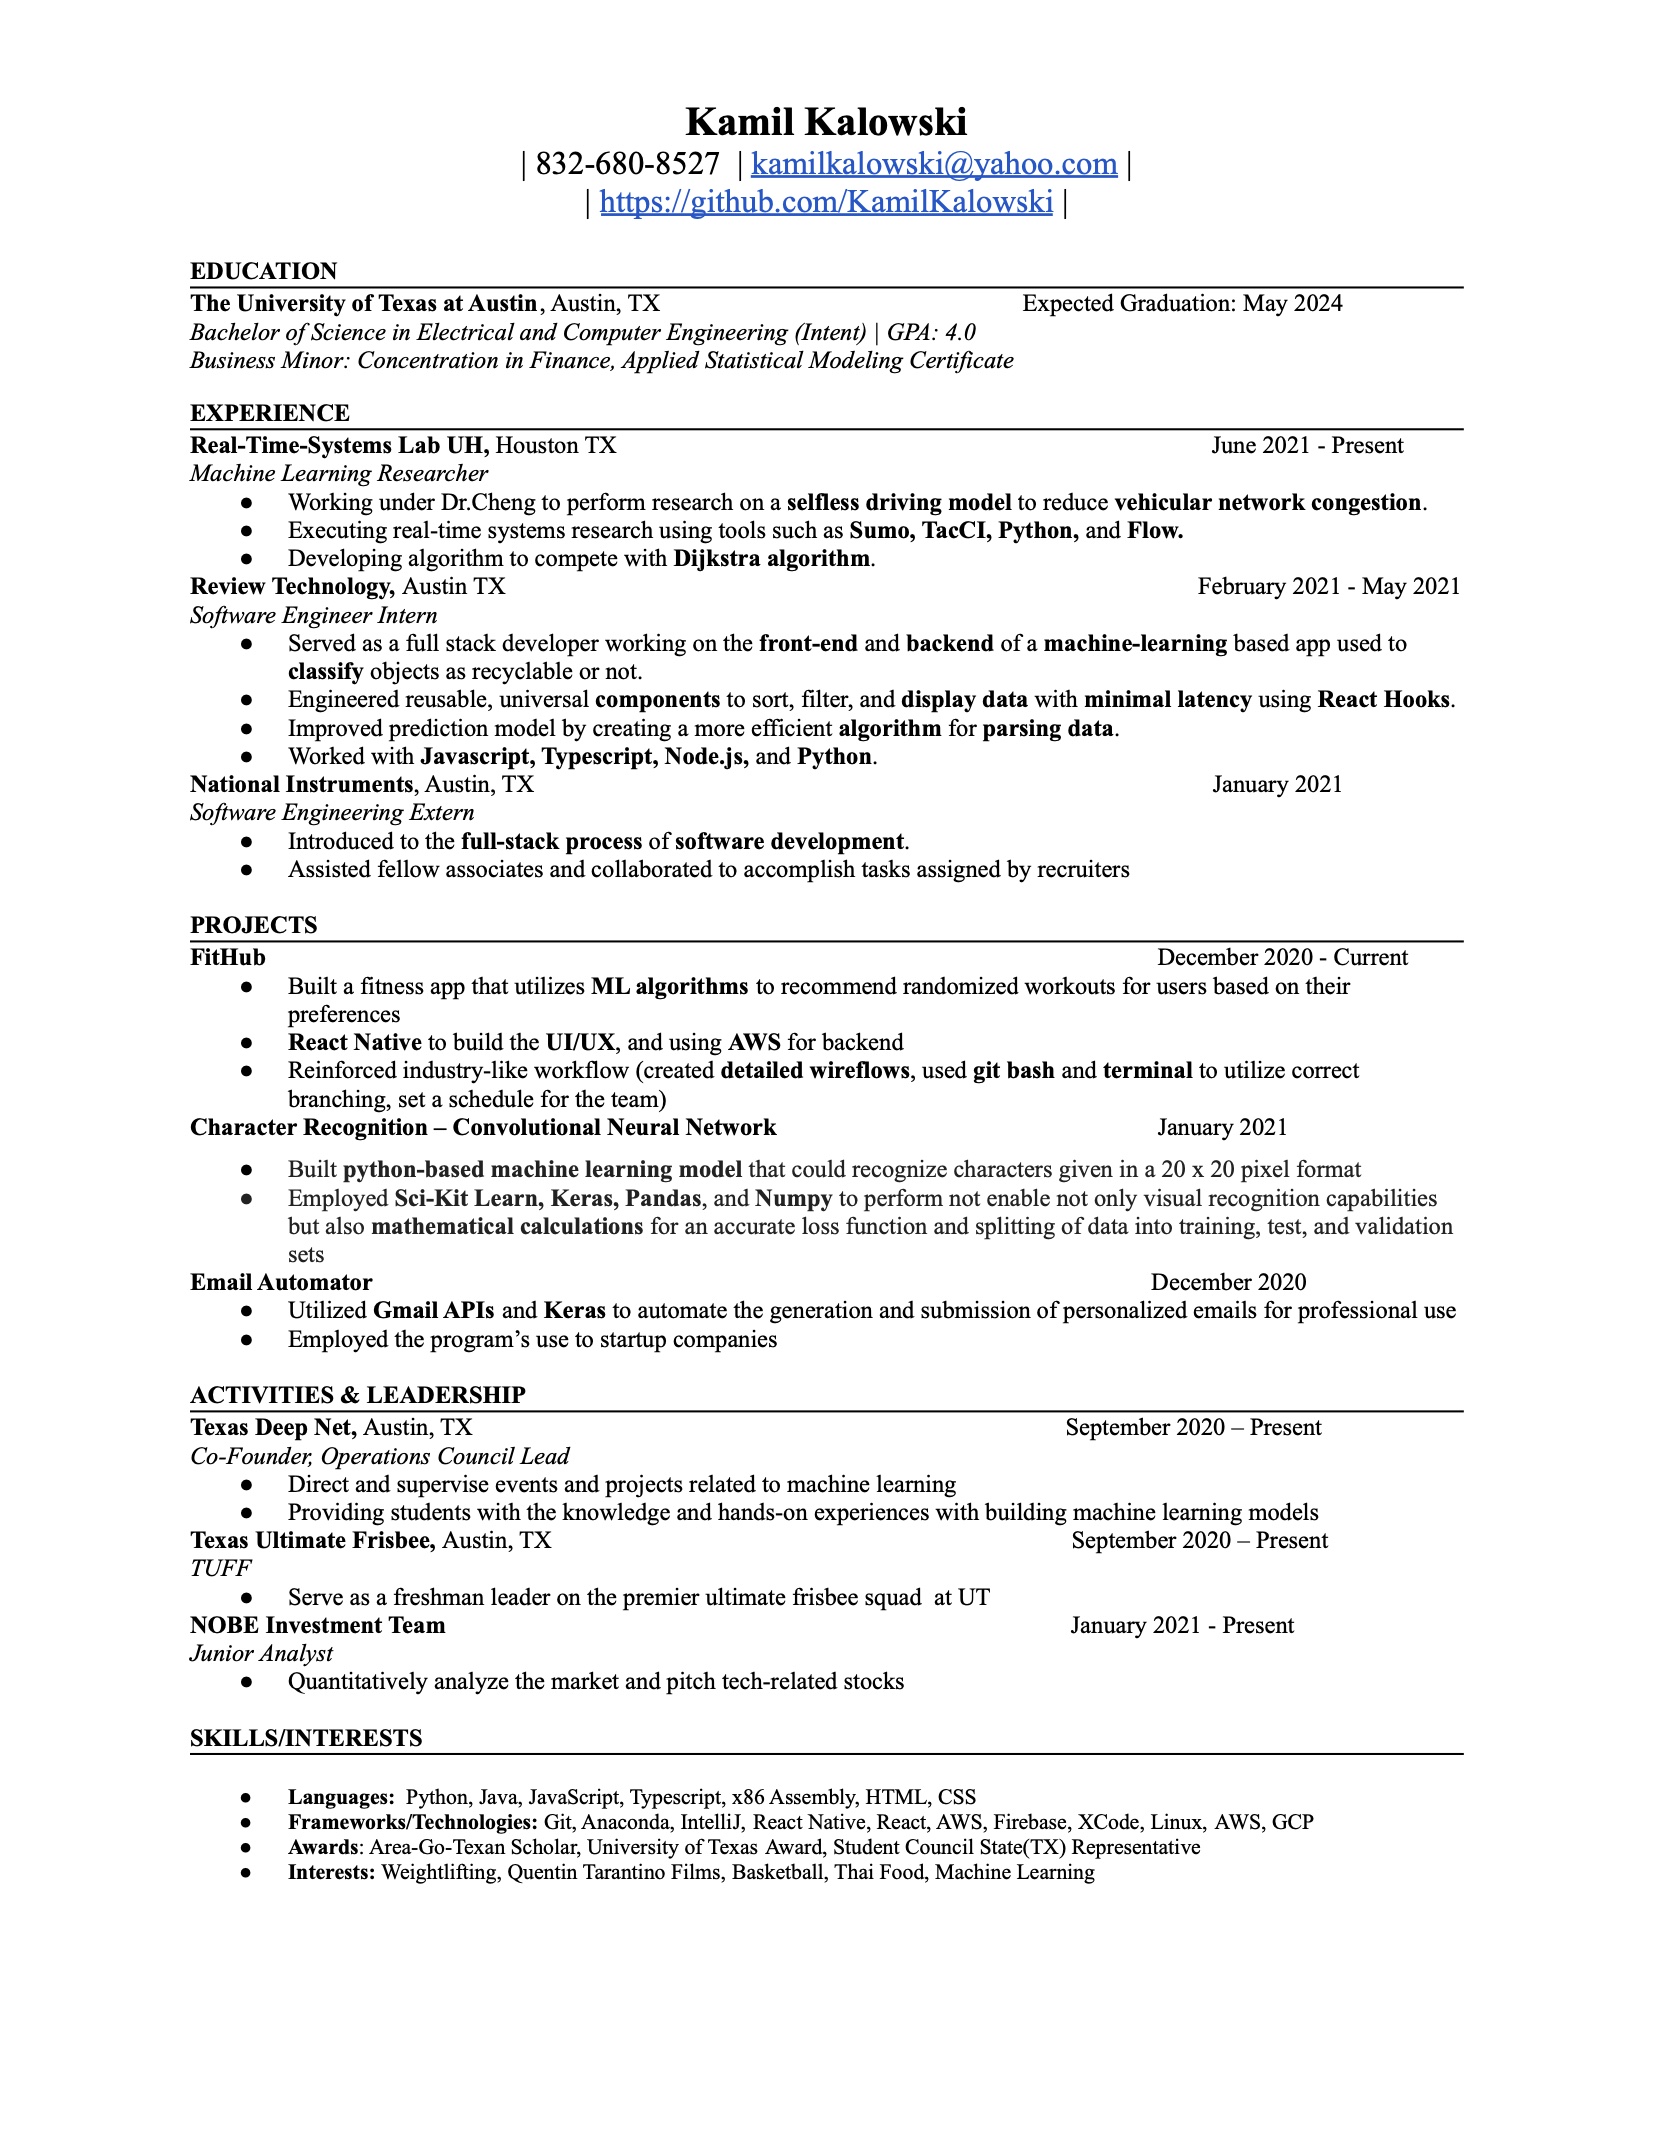 Kamil Kalowski
| 832-680-8527 | kamilkalowski@yahoo.com |
| https://github.com/KamilKalowski |
EDUCATION
The University of Texas at Austin, Austin, TX Expected Graduation: May 2024
Bachelor of Science in Electrical and Computer Engineering (Intent) | GPA: 4.0
Business Minor: Concentration in Finance, Applied Statistical Modeling Certificate
EXPERIENCE
Real-Time-Systems Lab UH, Houston TX June 2021 - Present
Machine Learning Researcher
● Working under Dr.Cheng to perform research on a selfless driving model to reduce vehicular network congestion.
● Executing real-time systems research using tools such as Sumo, TacCI, Python, and Flow.
● Developing algorithm to compete with Dijkstra algorithm.
Review Technology, Austin TX February 2021 - May 2021
Software Engineer Intern
● Served as a full stack developer working on the front-end and backend of a machine-learning based app used to
classify objects as recyclable or not.
● Engineered reusable, universal components to sort, filter, and display data with minimal latency using React Hooks.
● Improved prediction model by creating a more efficient algorithm for parsing data.
● Worked with Javascript, Typescript, Node.js, and Python.
National Instruments, Austin, TX January 2021
Software Engineering Extern
● Introduced to the full-stack process of software development.
● Assisted fellow associates and collaborated to accomplish tasks assigned by recruiters
PROJECTS
FitHub December 2020 - Current
● Built a fitness app that utilizes ML algorithms to recommend randomized workouts for users based on their
preferences
● React Native to build the UI/UX, and using AWS for backend
● Reinforced industry-like workflow (created detailed wireflows, used git bash and terminal to utilize correct
branching, set a schedule for the team)
Character Recognition – Convolutional Neural Network January 2021
● Built python-based machine learning model that could recognize characters given in a 20 x 20 pixel format
● Employed Sci-Kit Learn, Keras, Pandas, and Numpy to perform not enable not only visual recognition capabilities
but also mathematical calculations for an accurate loss function and splitting of data into training, test, and validation
sets
Email Automator December 2020
● Utilized Gmail APIs and Keras to automate the generation and submission of personalized emails for professional use
● Employed the program’s use to startup companies
ACTIVITIES & LEADERSHIP
Texas Deep Net, Austin, TX September 2020 – Present
Co-Founder, Operations Council Lead
● Direct and supervise events and projects related to machine learning
● Providing students with the knowledge and hands-on experiences with building machine learning models
Texas Ultimate Frisbee, Austin, TX September 2020 – Present
TUFF
● Serve as a freshman leader on the premier ultimate frisbee squad at UT
NOBE Investment Team January 2021 - Present
Junior Analyst
● Quantitatively analyze the market and pitch tech-related stocks
SKILLS/INTERESTS
● Languages: Python, Java, JavaScript, Typescript, x86 Assembly, HTML, CSS
● Frameworks/Technologies: Git, Anaconda, IntelliJ, React Native, React, AWS, Firebase, XCode, Linux, AWS, GCP
● Awards: Area-Go-Texan Scholar, University of Texas Award, Student Council State(TX) Representative
● Interests: Weightlifting, Quentin Tarantino Films, Basketball, Thai Food, Machine Learning